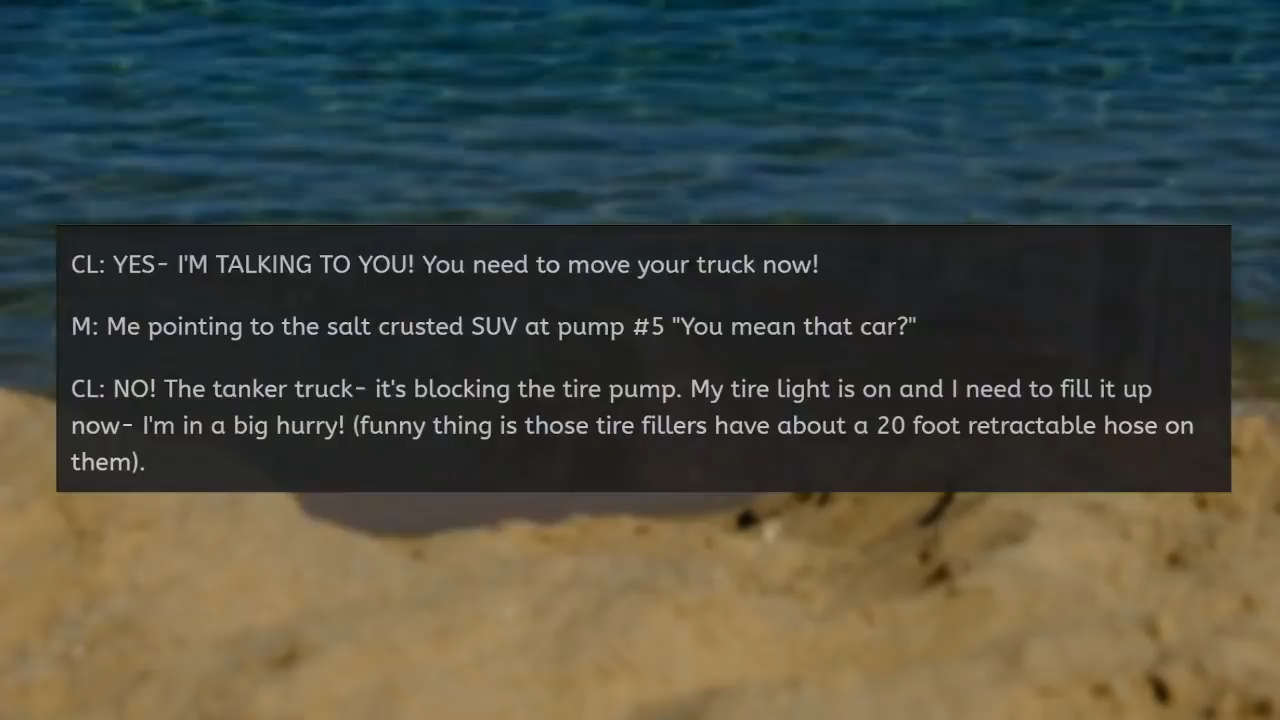 CL: YES- I'M TALKING TO YOU! You need to move your truck now!
M: Me pointing to the salt crusted SUV at pump #5 "You mean that car?"
CL: NO! The tanker truck- it's blocking the tire pump. My tire light is on and I need to fill it up
now- I'm in a big hurry! (funny thing is those tire fillers have about a 20 foot retractable hose on
them).